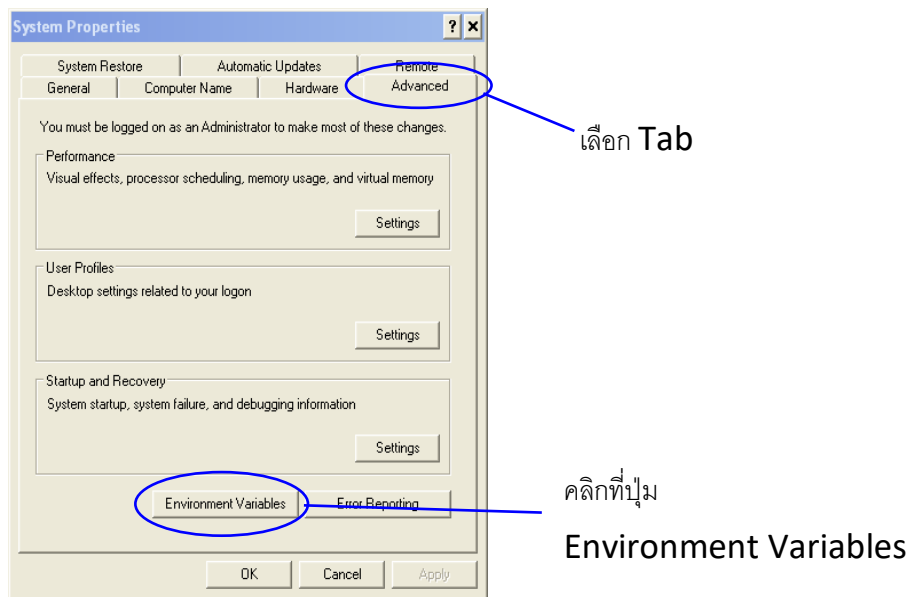 System Properties
System Restore Automatic Updates Remote
General Computer Name Hardware Advanced
You must be logged on as an Administrator to make most of these changes.
Performance
Visual effects, processor scheduling, memory usage, and virtual memory
Settings
User Profiles
Desktop settings related to your logon
Settings
Startup and Recovery
System startup, system failure, and debugging information
Settings
Environment Variables Error Reporting
OK Cancel Apply
เลือก Tab
คลิกที่ปุ่ม
Environment Variables